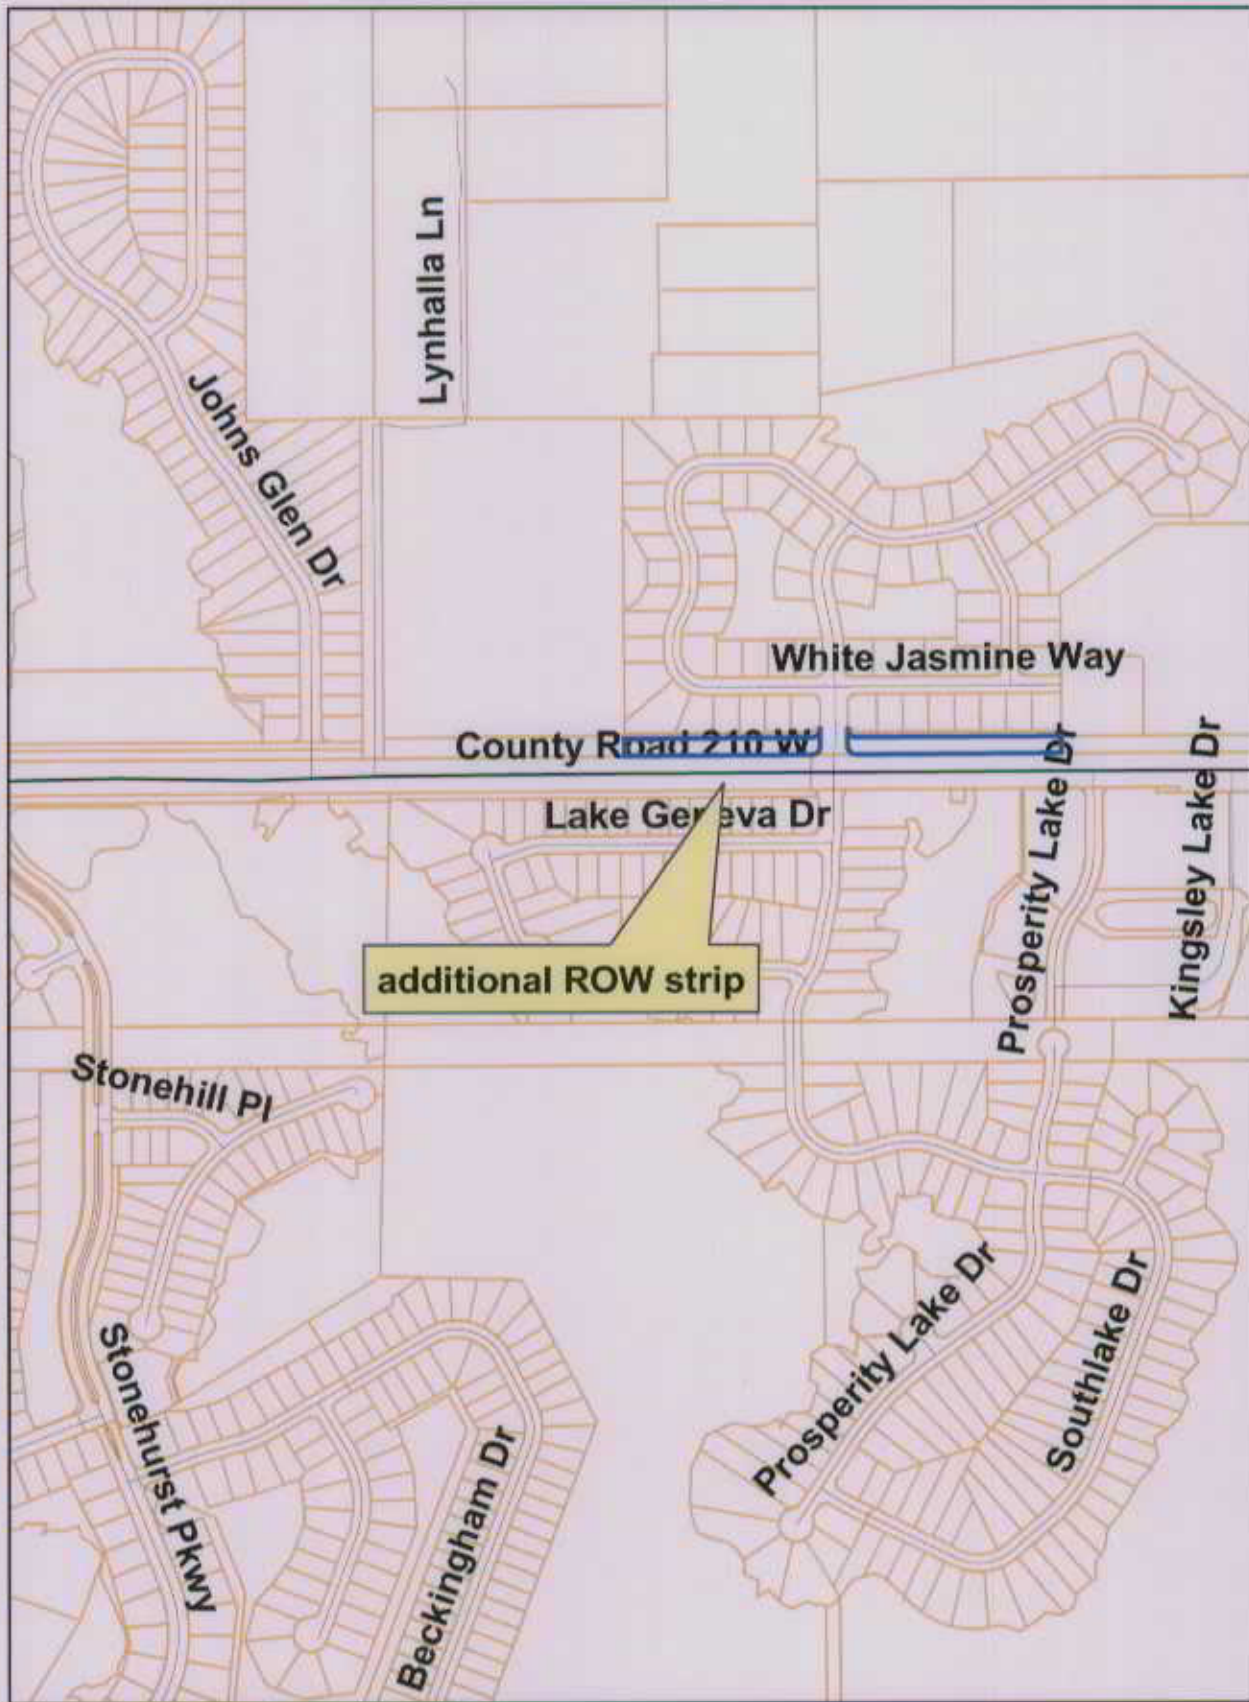 Lynhalla Ln
Johns Glen Dr
White Jasmine Way
County Road 210 W
Lake Geneva Dr
Prosperity Lake Dr
Kingsley Lake Dr
additional ROW strip
Stonehill Pl
Prosperity Lake Dr
Southlake Dr
Stonehurst Pkwy
Beckingham Dr